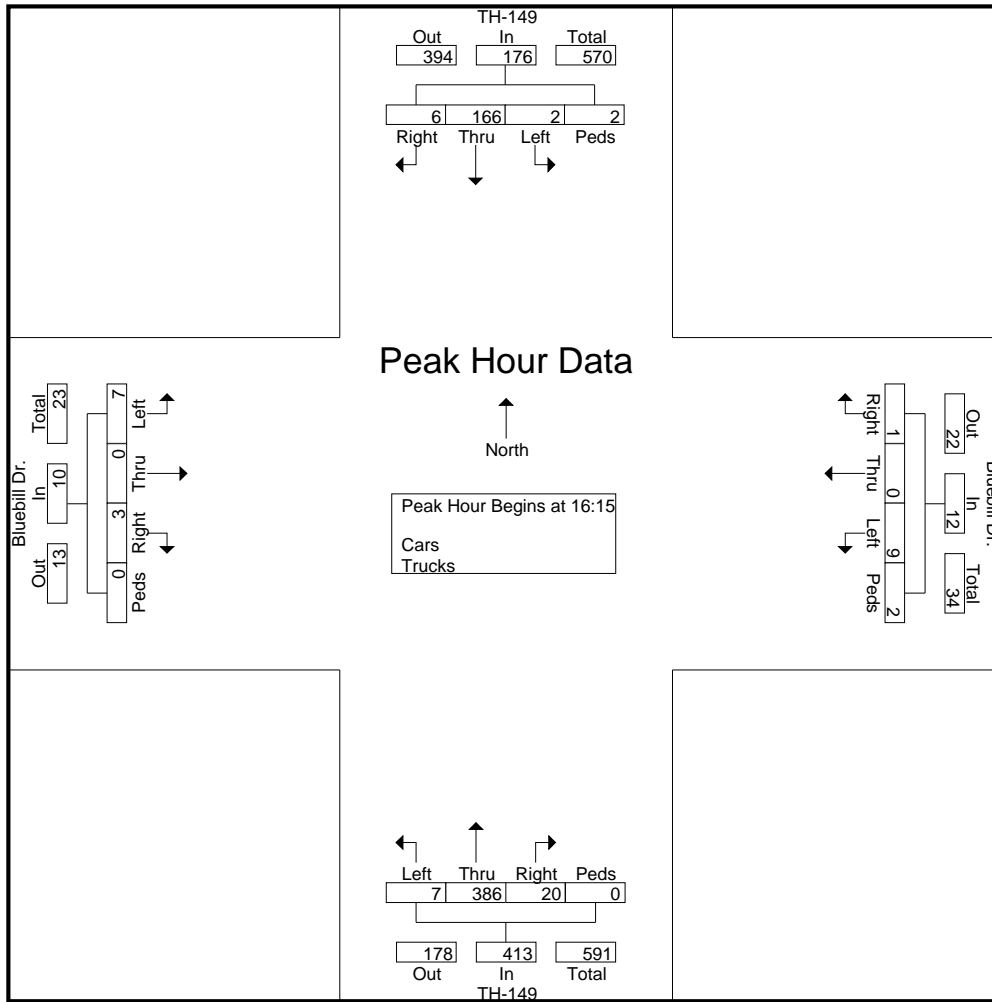 TH-149
Out In Total
394 176 570
6 166 2 2
Right Thru Left Peds
Peak Hour Data
North
Peak Hour Begins at 16:15
Cars
Trucks
Bluebill Dr.
Out In Total
13 10 23
Left Thru Right Peds
7 0 3 0
Right Thru Left Peds
1 0 9 2
Out In Total
22 12 34
Bluebill Dr.
Left Thru Right Peds
7 386 20 0
178 413 591
Out In Total
TH-149